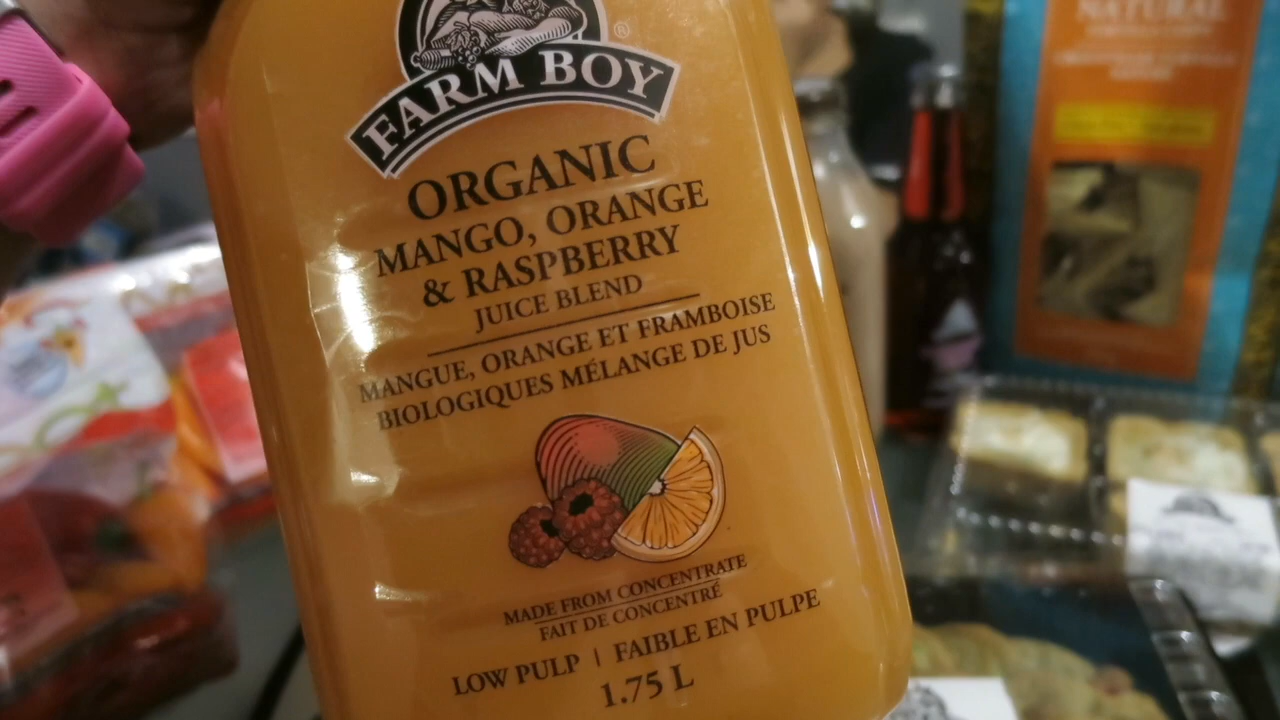 FARM BOY
®
ORGANIC
MANGO, ORANGE
& RASPBERRY
JUICE BLEND
MANGUE, ORANGE ET FRAMBOISE
BIOLOGIQUES MÉLANGE DE JUS
MADE FROM CONCENTRATE
FAIT DE CONCENTRÉ
LOW PULP | FAIBLE EN PULPE
1.75 L
NATURAL